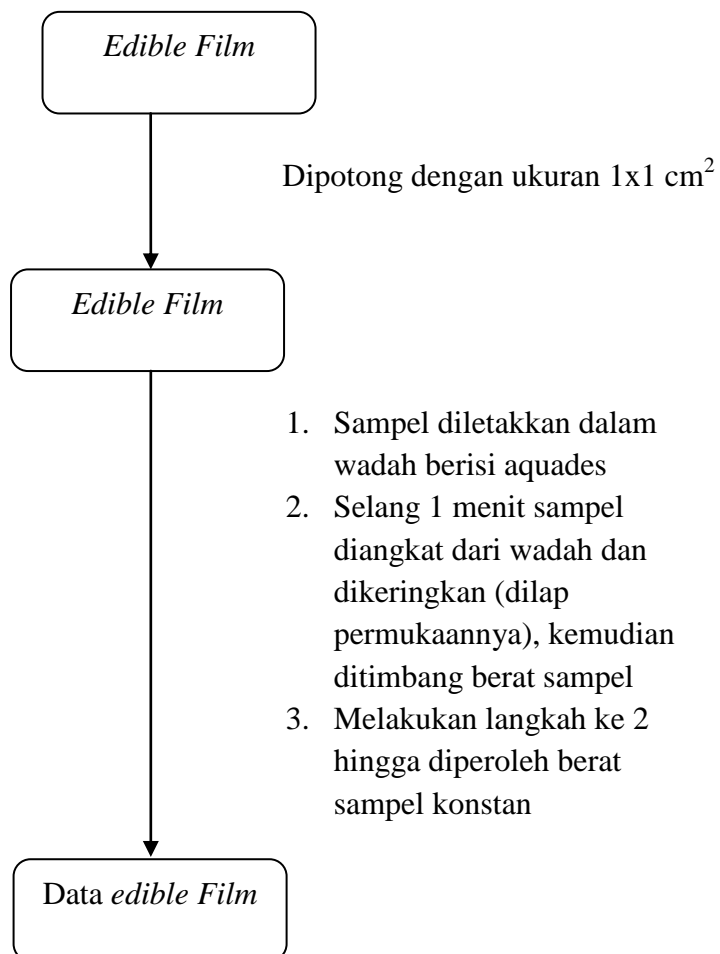 Edible Film
Dipotong dengan ukuran 1x1 cm²
Edible Film
1. Sampel diletakkan dalam
wadah berisi aquades
2. Selang 1 menit sampel
diangkat dari wadah dan
dikeringkan (dilap
permukaannya), kemudian
ditimbang berat sampel
3. Melakukan langkah ke 2
hingga diperoleh berat
sampel konstan
Data edible Film